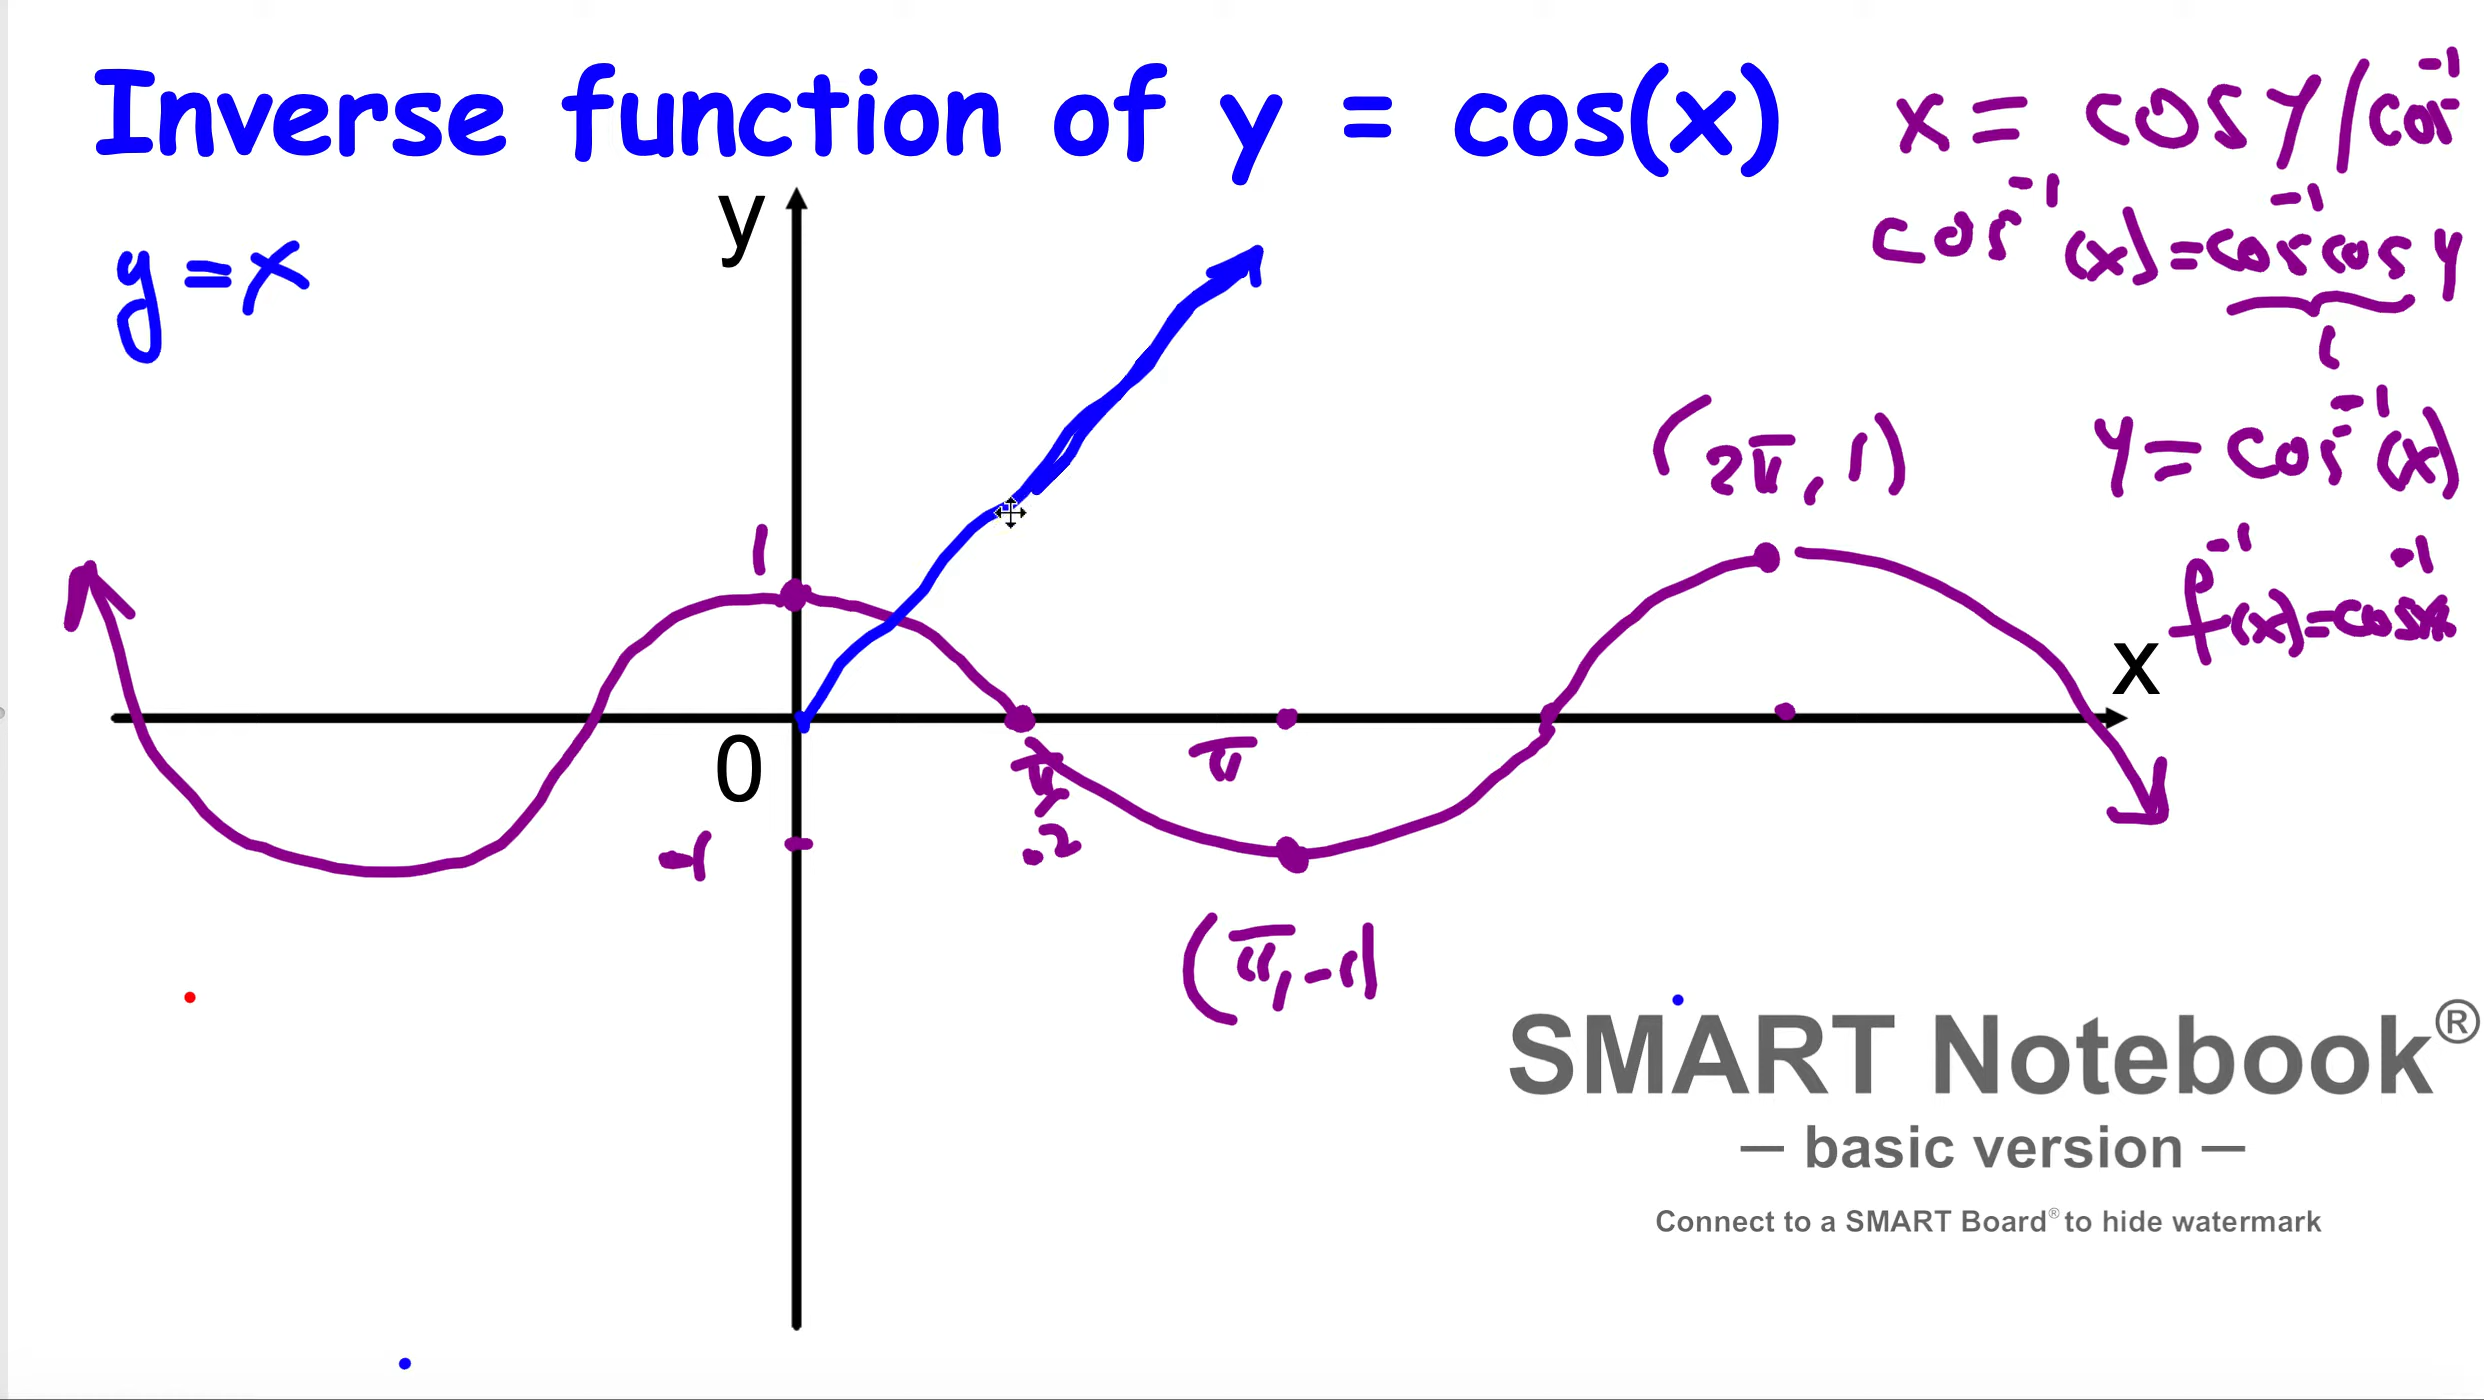 Inverse function of y = cos(x)
x = cos y / cos⁻¹
cos⁻¹(x) = cos⁻¹cos y
y
y = x
(2π, 1)
y = cos⁻¹(x)
1
f⁻¹(x) = cos⁻¹x
x
0
π/2
π
-1
(π, -1)
SMART Notebook®
— basic version —
Connect to a SMART Board® to hide watermark